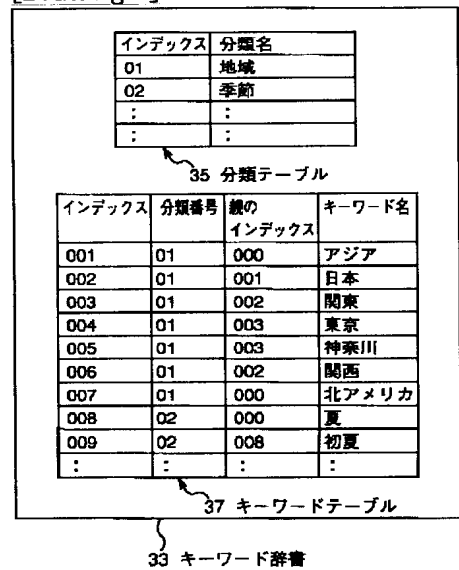 インデックス 分類名
01 地域
02 季節
: :
: :
35 分類テーブル
インデックス 分類番号 親のインデックス キーワード名
001 01 000 アジア
002 01 001 日本
003 01 002 関東
004 01 003 東京
005 01 003 神奈川
006 01 002 関西
007 01 000 北アメリカ
008 02 000 夏
009 02 008 初夏
: : : :
37 キーワードテーブル
33 キーワード辞書